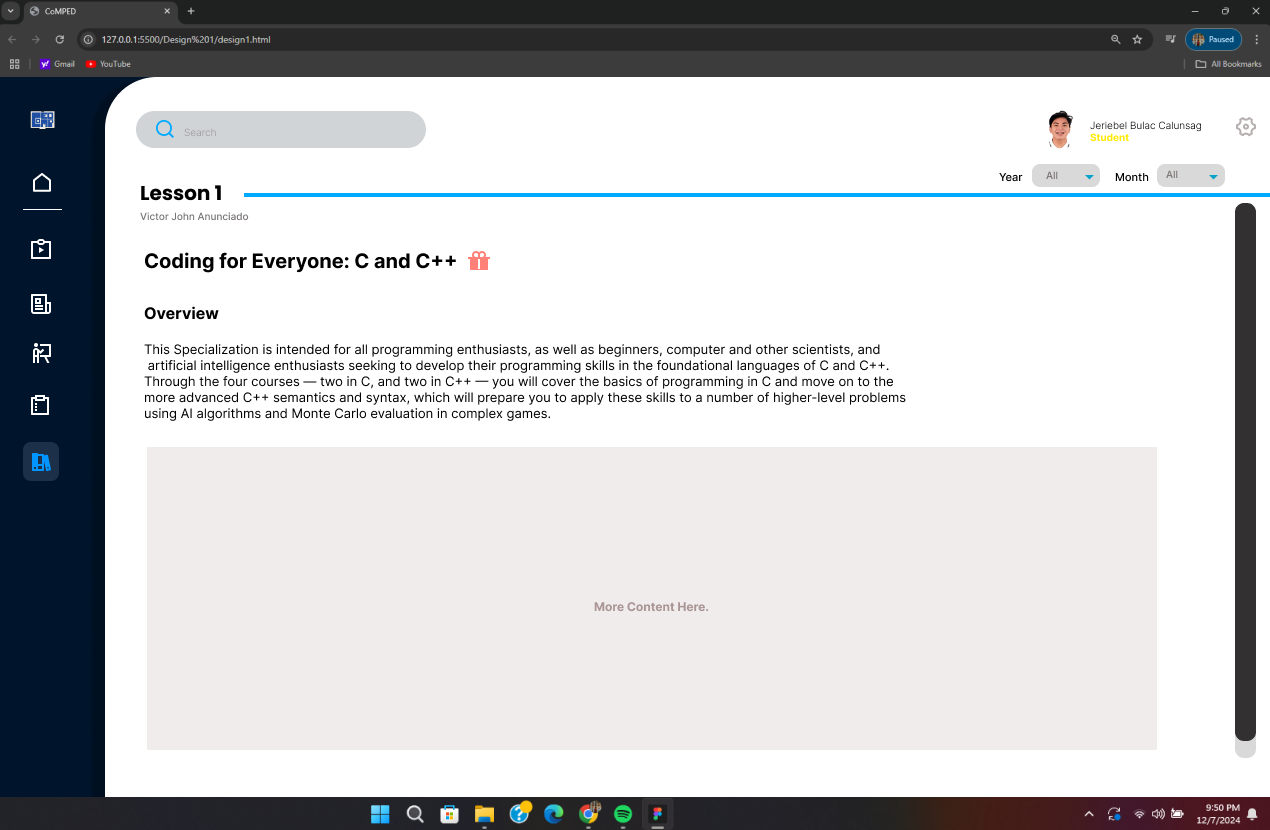 CoMPED
127.0.0.1:5500/Design%201/design1.html
Paused
Gmail
YouTube
All Bookmarks
Search
Jeriebel Bulac Calunsag
Student
Year
All
Month
All
Lesson 1
Victor John Anunciado
Coding for Everyone: C and C++
Overview
This Specialization is intended for all programming enthusiasts, as well as beginners, computer and other scientists, and
artificial intelligence enthusiasts seeking to develop their programming skills in the foundational languages of C and C++.
Through the four courses — two in C, and two in C++ — you will cover the basics of programming in C and move on to the
more advanced C++ semantics and syntax, which will prepare you to apply these skills to a number of higher-level problems
using AI algorithms and Monte Carlo evaluation in complex games.
More Content Here.
9:50 PM
12/7/2024